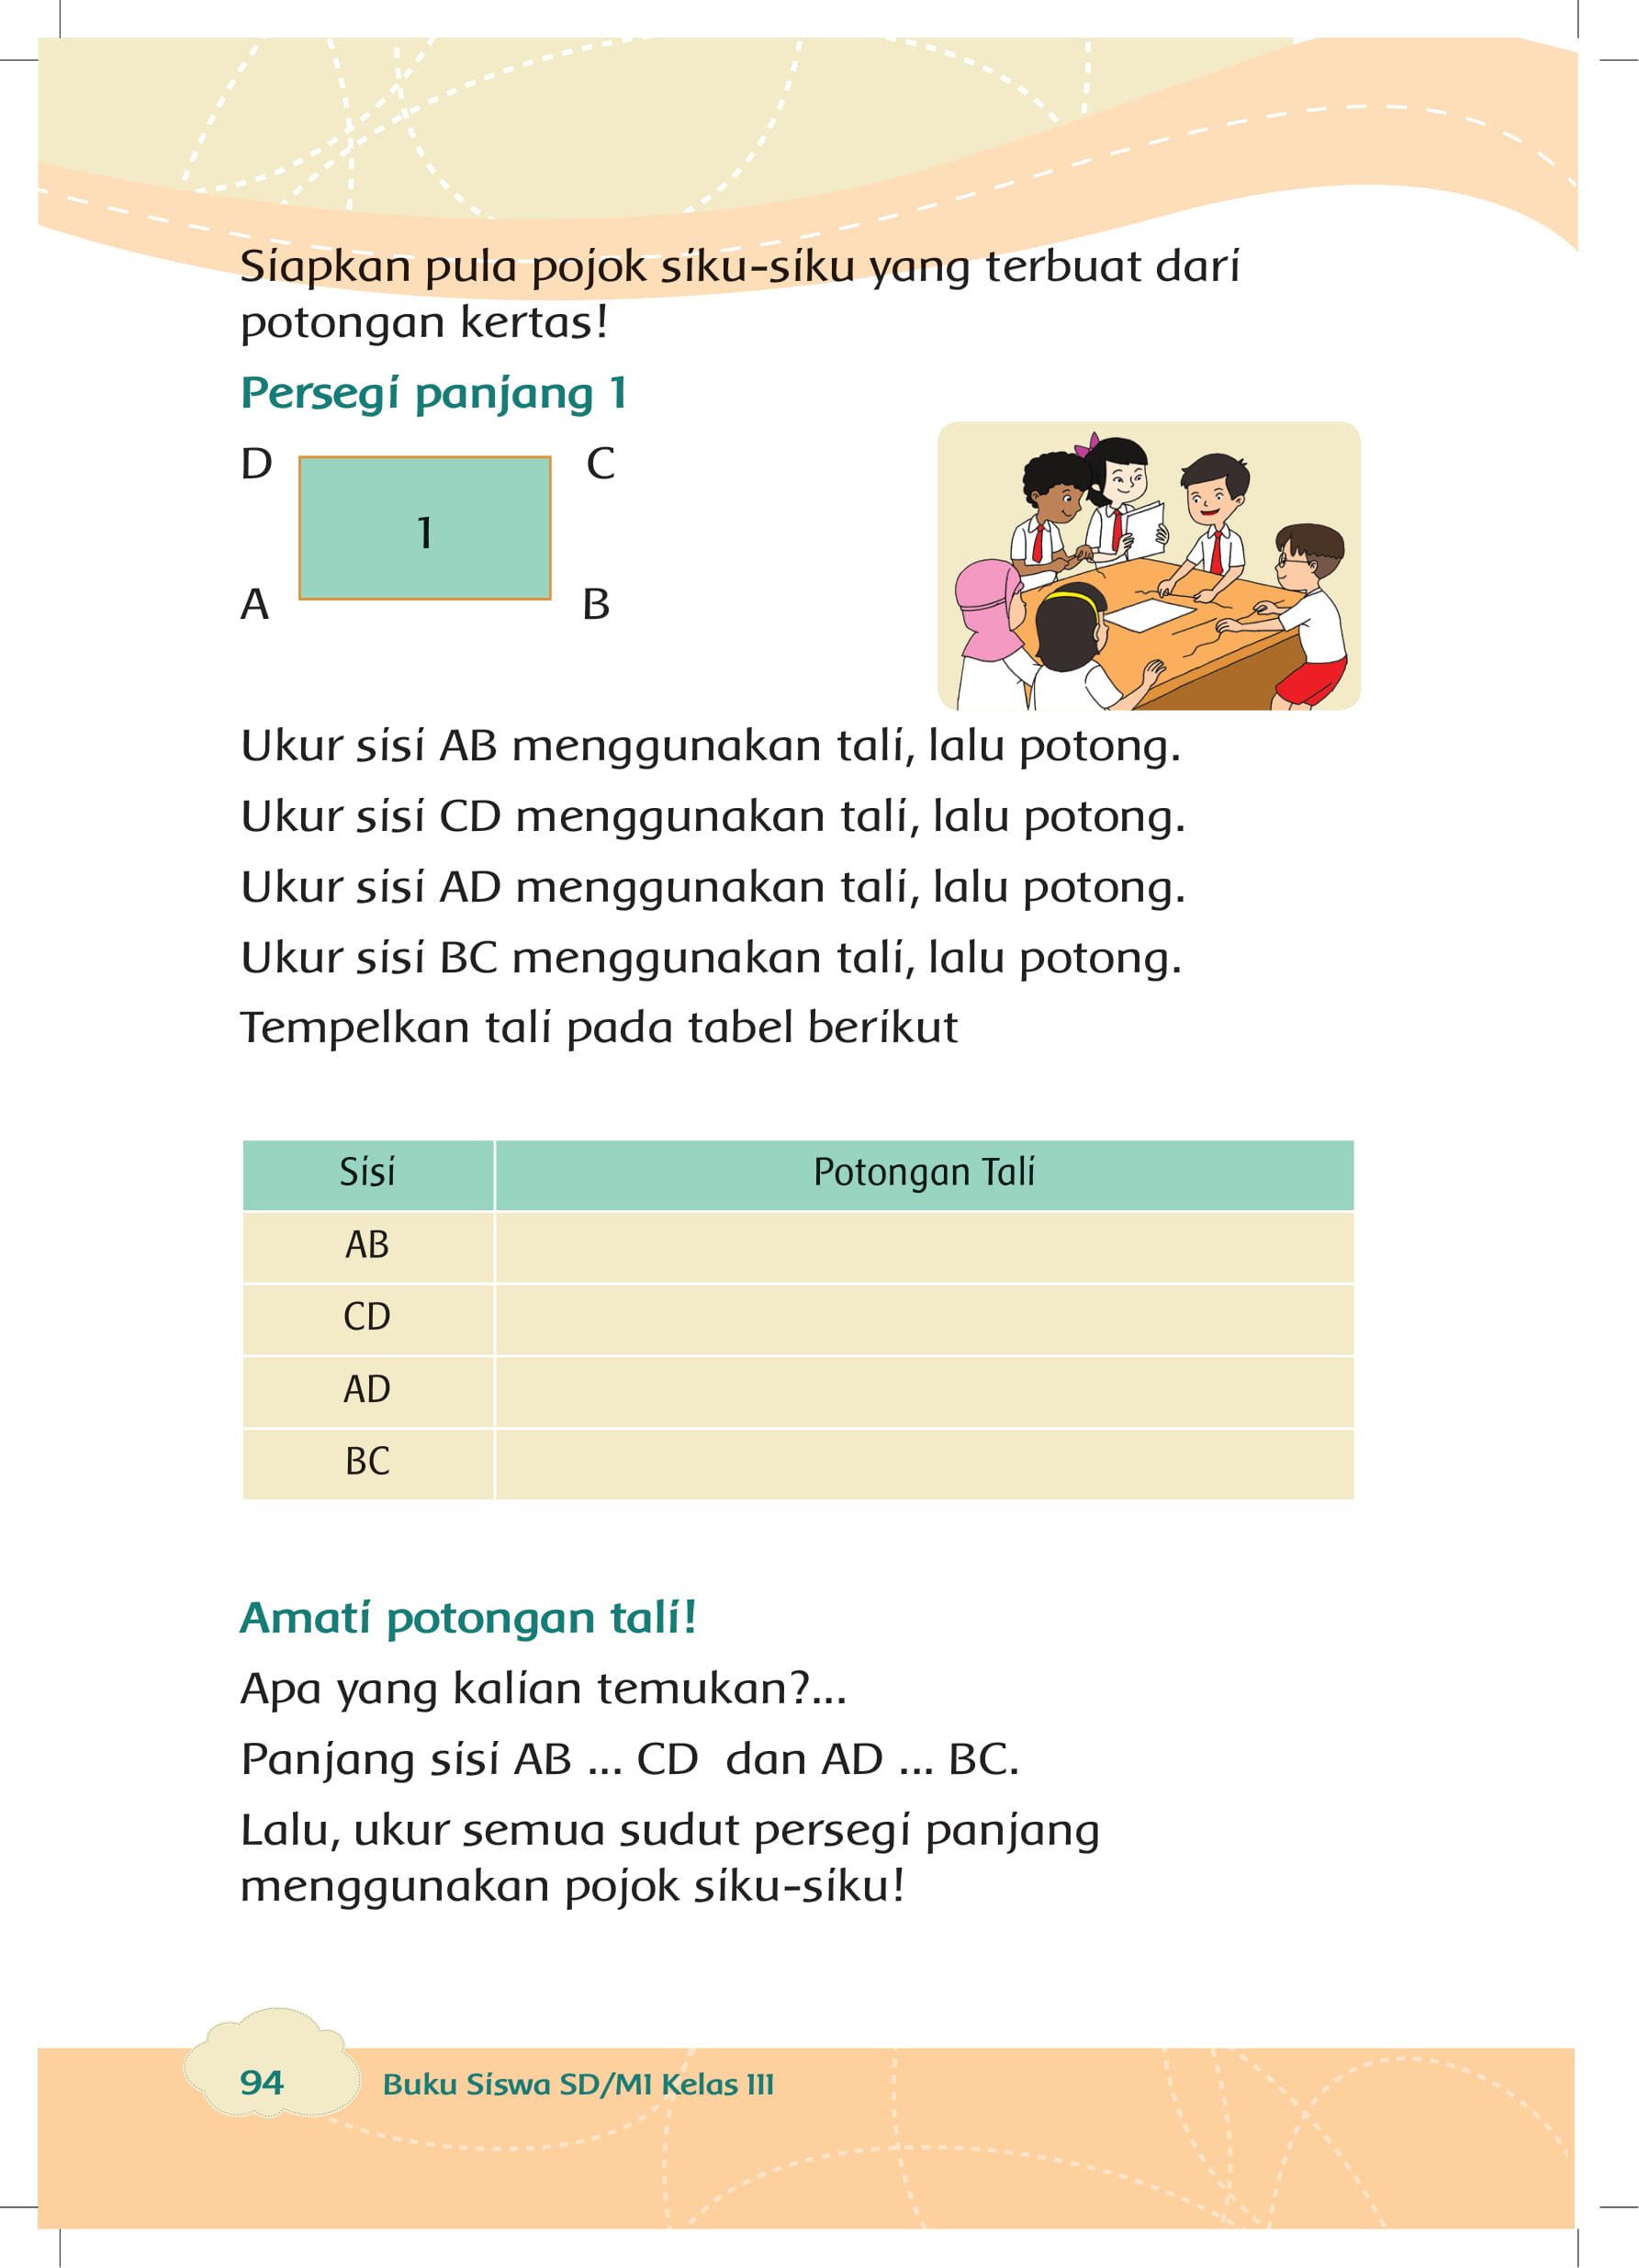 Siapkan pula pojok siku-siku yang terbuat dari
potongan kertas!
Persegi panjang 1
D C
1
A B
Ukur sisi AB menggunakan tali, lalu potong.
Ukur sisi CD menggunakan tali, lalu potong.
Ukur sisi AD menggunakan tali, lalu potong.
Ukur sisi BC menggunakan tali, lalu potong.
Tempelkan tali pada tabel berikut
Sisi Potongan Tali
AB
CD
AD
BC
Amati potongan tali!
Apa yang kalian temukan?...
Panjang sisi AB ... CD dan AD ... BC.
Lalu, ukur semua sudut persegi panjang
menggunakan pojok siku-siku!
94 Buku Siswa SD/MI Kelas III